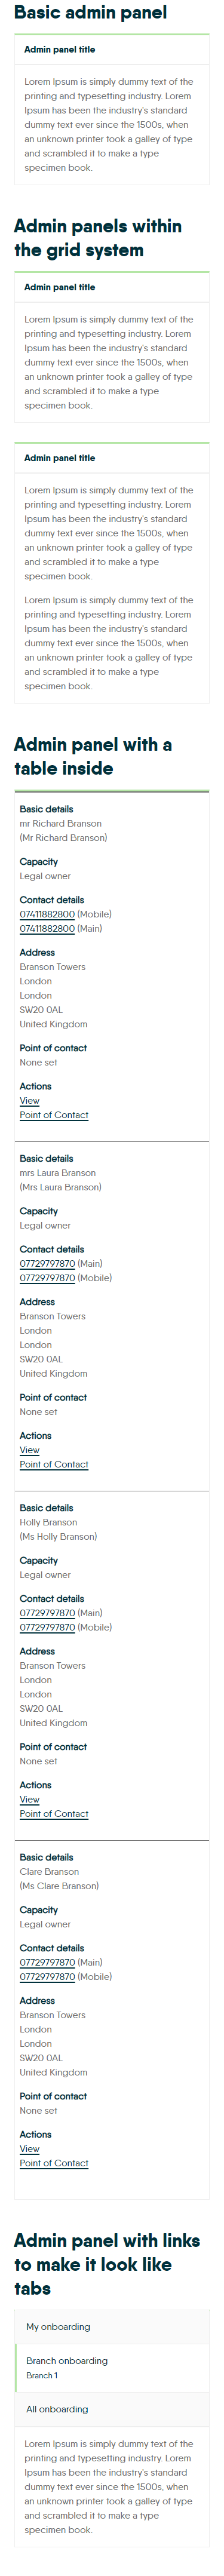 Basic admin panel
Admin panel title
Lorem Ipsum is simply dummy text of the
printing and typesetting industry. Lorem
Ipsum has been the industry's standard
dummy text ever since the 1500s, when
an unknown printer took a galley of type
and scrambled it to make a type
specimen book.
Admin panels within
the grid system
Admin panel title
Lorem Ipsum is simply dummy text of the
printing and typesetting industry. Lorem
Ipsum has been the industry's standard
dummy text ever since the 1500s, when
an unknown printer took a galley of type
and scrambled it to make a type
specimen book.
Admin panel title
Lorem Ipsum is simply dummy text of the
printing and typesetting industry. Lorem
Ipsum has been the industry's standard
dummy text ever since the 1500s, when
an unknown printer took a galley of type
and scrambled it to make a type
specimen book.
Lorem Ipsum is simply dummy text of the
printing and typesetting industry. Lorem
Ipsum has been the industry's standard
dummy text ever since the 1500s, when
an unknown printer took a galley of type
and scrambled it to make a type
specimen book.
Admin panel with a
table inside
Basic details
mr Richard Branson
(Mr Richard Branson)
Capacity
Legal owner
Contact details
07411882800 (Mobile)
07411882800 (Main)
Address
Branson Towers
London
London
SW20 0AL
United Kingdom
Point of contact
None set
Actions
View
Point of Contact
Basic details
mrs Laura Branson
(Mrs Laura Branson)
Capacity
Legal owner
Contact details
07729797870 (Main)
07729797870 (Mobile)
Address
Branson Towers
London
London
SW20 0AL
United Kingdom
Point of contact
None set
Actions
View
Point of Contact
Basic details
Holly Branson
(Ms Holly Branson)
Capacity
Legal owner
Contact details
07729797870 (Main)
07729797870 (Mobile)
Address
Branson Towers
London
London
SW20 0AL
United Kingdom
Point of contact
None set
Actions
View
Point of Contact
Basic details
Clare Branson
(Ms Clare Branson)
Capacity
Legal owner
Contact details
07729797870 (Main)
07729797870 (Mobile)
Address
Branson Towers
London
London
SW20 0AL
United Kingdom
Point of contact
None set
Actions
View
Point of Contact
Admin panel with links
to make it look like
tabs
My onboarding
Branch onboarding
Branch 1
All onboarding
Lorem Ipsum is simply dummy text of the
printing and typesetting industry. Lorem
Ipsum has been the industry's standard
dummy text ever since the 1500s, when
an unknown printer took a galley of type
and scrambled it to make a type
specimen book.